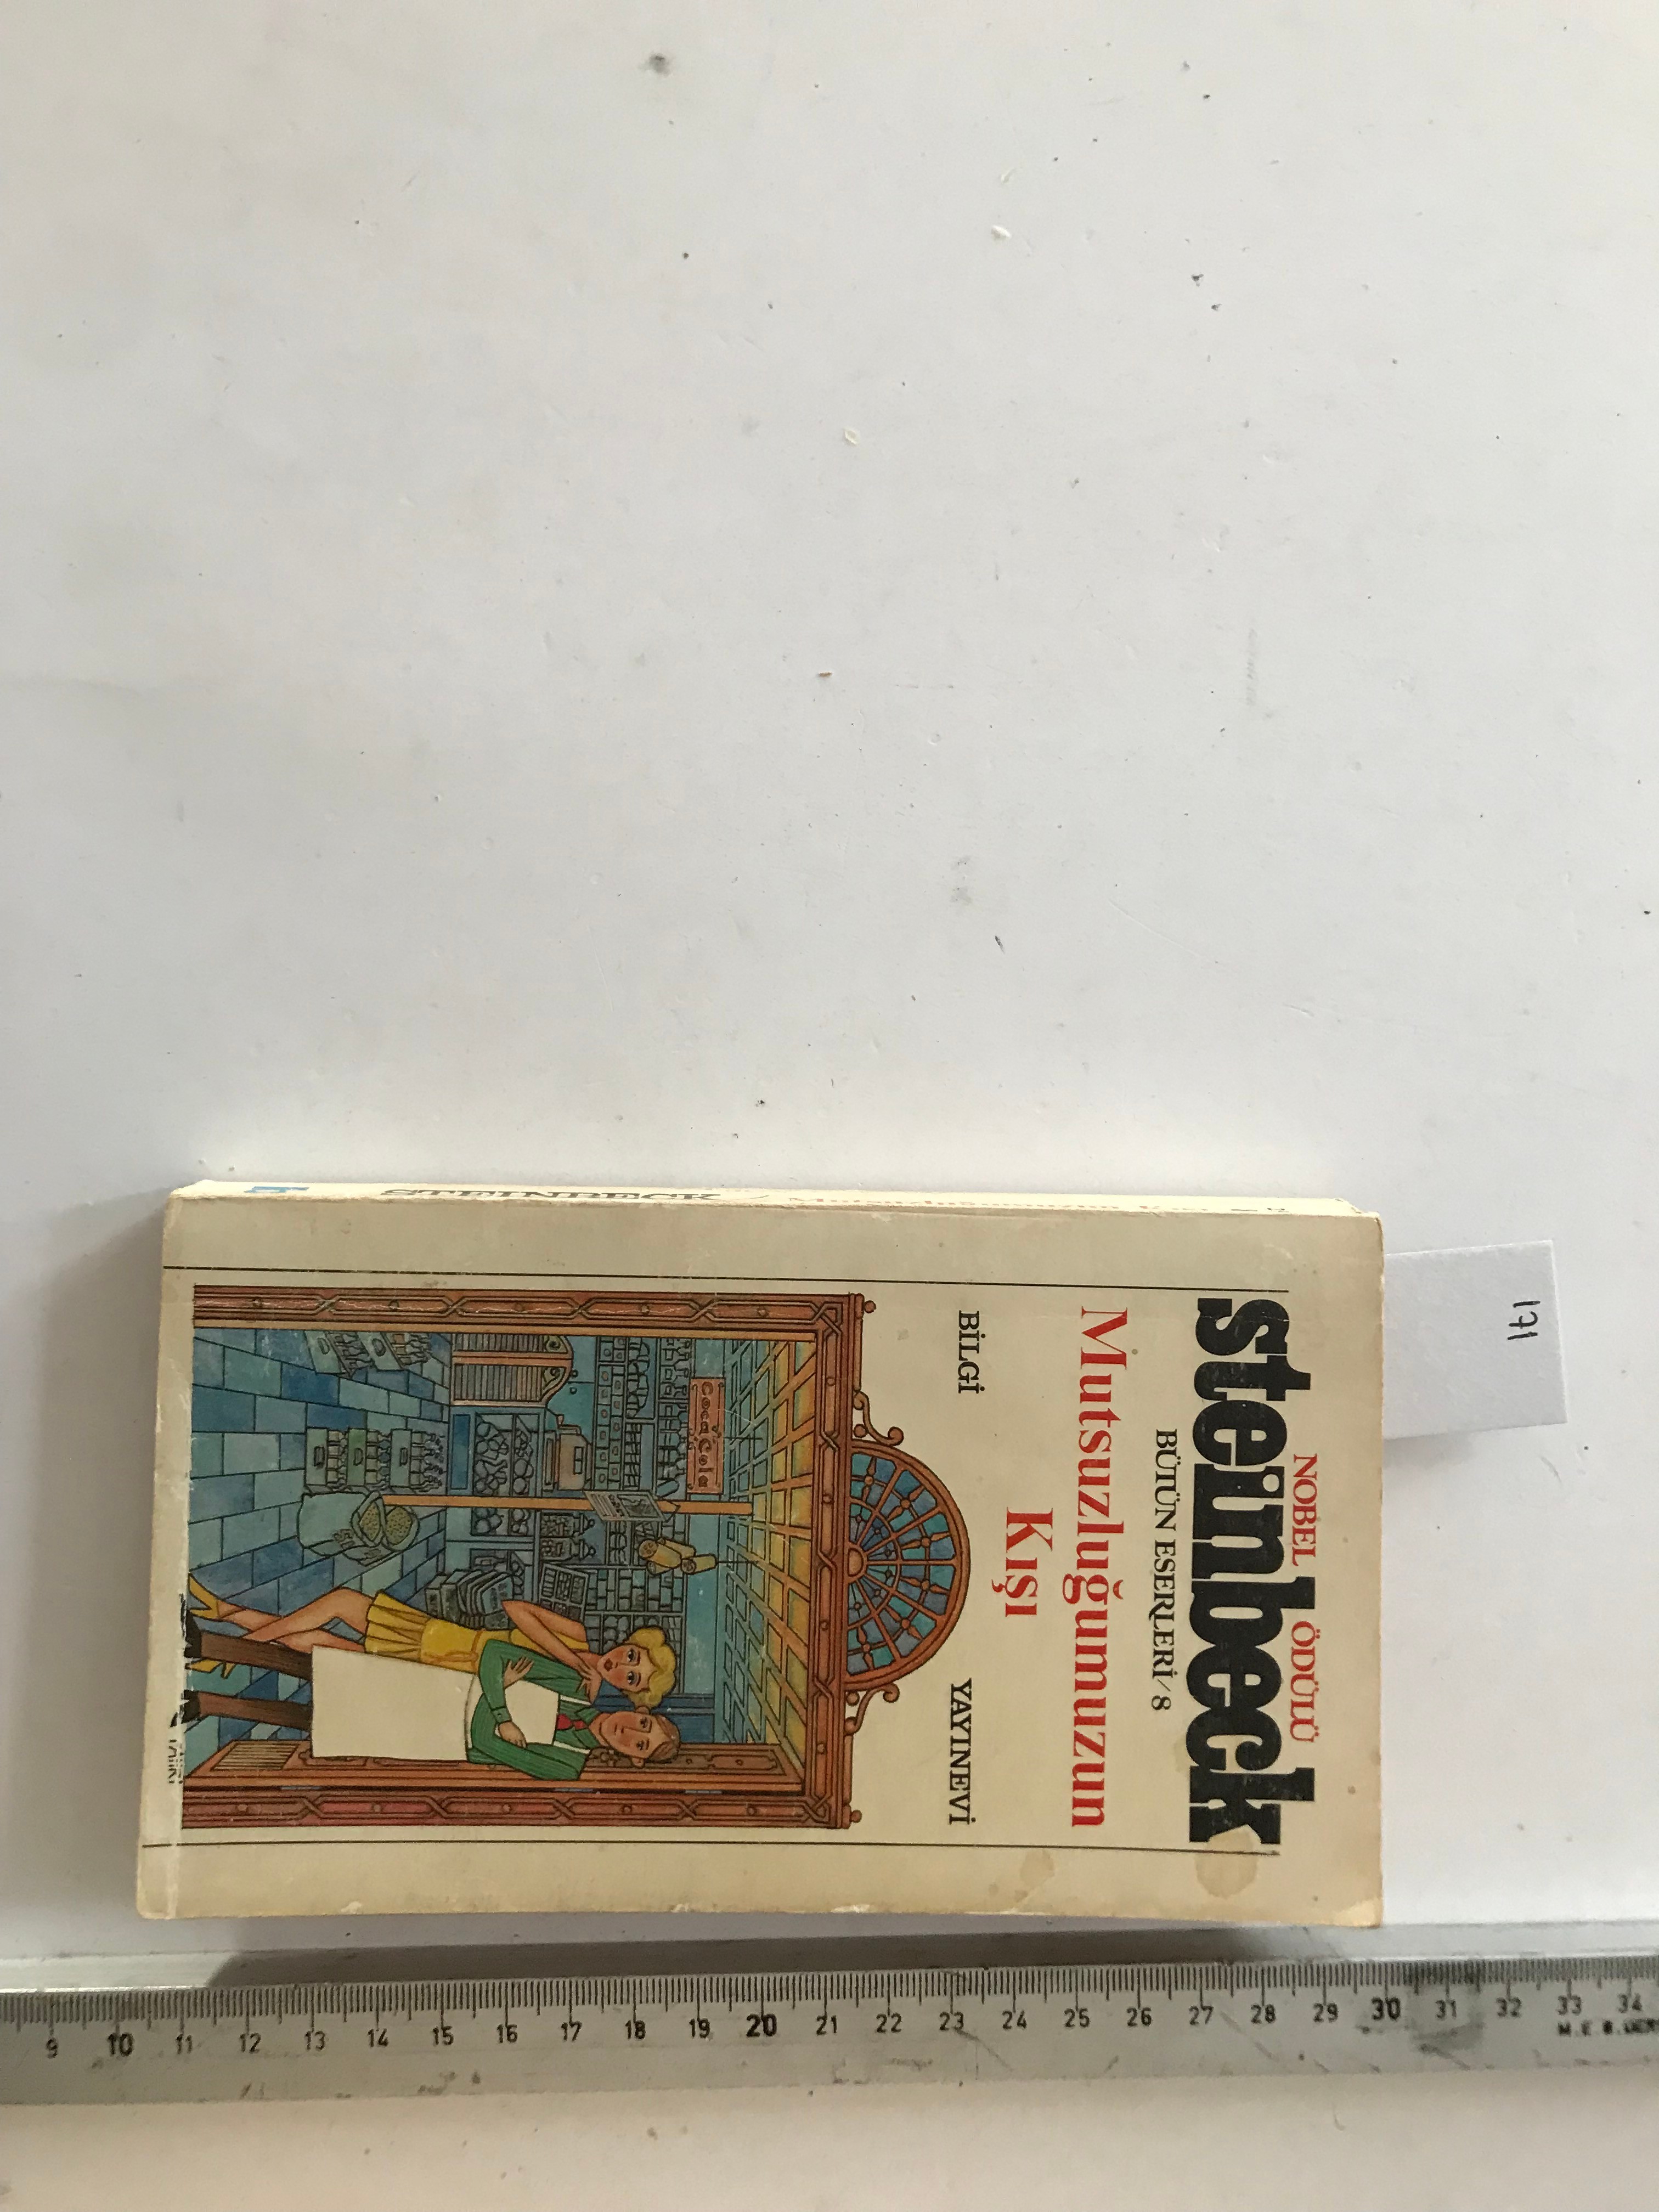 NOBEL ÖDÜLÜ
steinbeck
BÜTÜN ESERLERİ/8
Mutsuzluğumuzun
Kışı
BİLGİ YAYINEVİ
Coca Cola
STEINBECK / Mutsuzluğumuzun
171
9 10 11 12 13 14 15 16 17 18 19 20 21 22 23 24 25 26 27 28 29 30 31 32 33 34